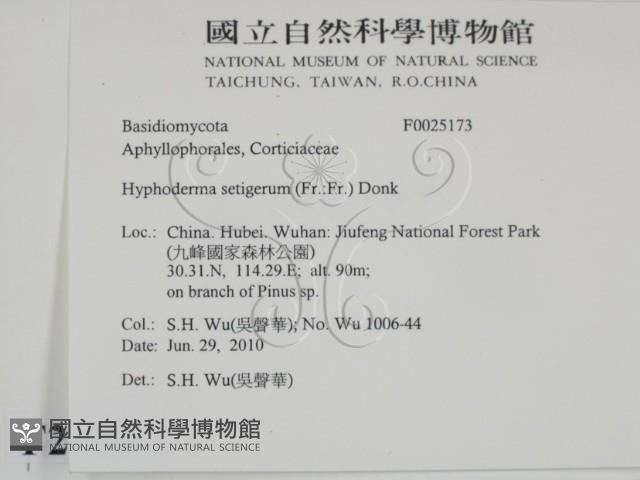 國立自然科學博物館
NATIONAL MUSEUM OF NATURAL SCIENCE
TAICHUNG, TAIWAN, R.O.CHINA
Basidiomycota F0025173
Aphyllophorales, Corticiaceae
Hyphoderma setigerum (Fr.:Fr.) Donk
Loc.: China. Hubei. Wuhan: Jiufeng National Forest Park
(九峰國家森林公園)
30.31.N, 114.29.E; alt. 90m;
on branch of Pinus sp.
Col.: S.H. Wu(吳聲華); No. Wu 1006-44
Date: Jun. 29, 2010
Det.: S.H. Wu(吳聲華)
國立自然科學博物館
NATIONAL MUSEUM OF NATURAL SCIENCE